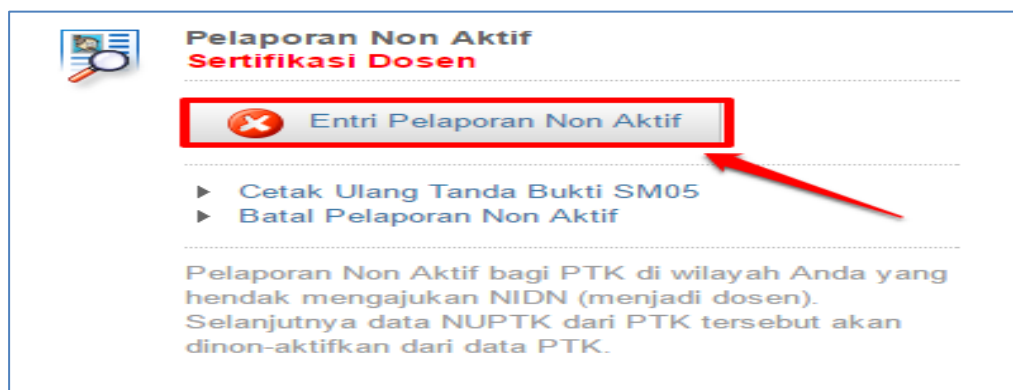 Pelaporan Non Aktif
Sertifikasi Dosen
Entri Pelaporan Non Aktif
Cetak Ulang Tanda Bukti SM05
Batal Pelaporan Non Aktif
Pelaporan Non Aktif bagi PTK di wilayah Anda yang
hendak mengajukan NIDN (menjadi dosen).
Selanjutnya data NUPTK dari PTK tersebut akan
dinon-aktifkan dari data PTK.